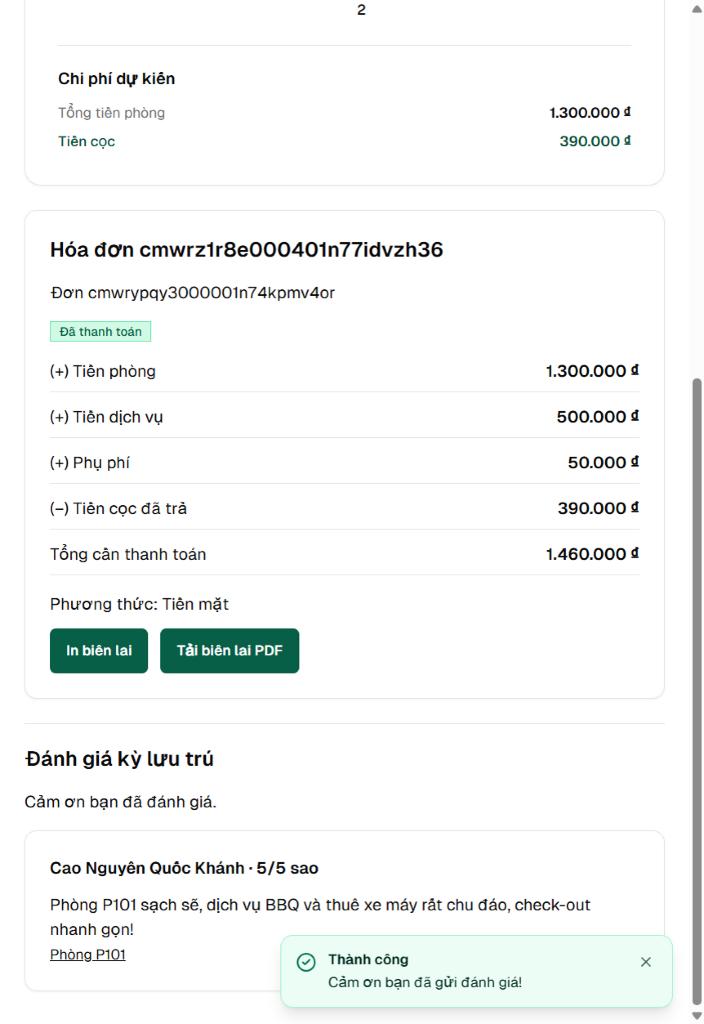 2
Chi phí dự kiến
Tổng tiền phòng 1.300.000 ₫
Tiền cọc 390.000 ₫
Hóa đơn cmwrz1r8e000401n77idvzh36
Đơn cmwrypqy3000001n74kpmv4or
Đã thanh toán
(+) Tiền phòng 1.300.000 ₫
(+) Tiền dịch vụ 500.000 ₫
(+) Phụ phí 50.000 ₫
(−) Tiền cọc đã trả 390.000 ₫
Tổng cần thanh toán 1.460.000 ₫
Phương thức: Tiền mặt
In biên lai Tải biên lai PDF
Đánh giá kỳ lưu trú
Cảm ơn bạn đã đánh giá.
Cao Nguyên Quốc Khánh · 5/5 sao
Phòng P101 sạch sẽ, dịch vụ BBQ và thuê xe máy rất chu đáo, check-out
nhanh gọn!
Phòng P101
Thành công
Cảm ơn bạn đã gửi đánh giá!